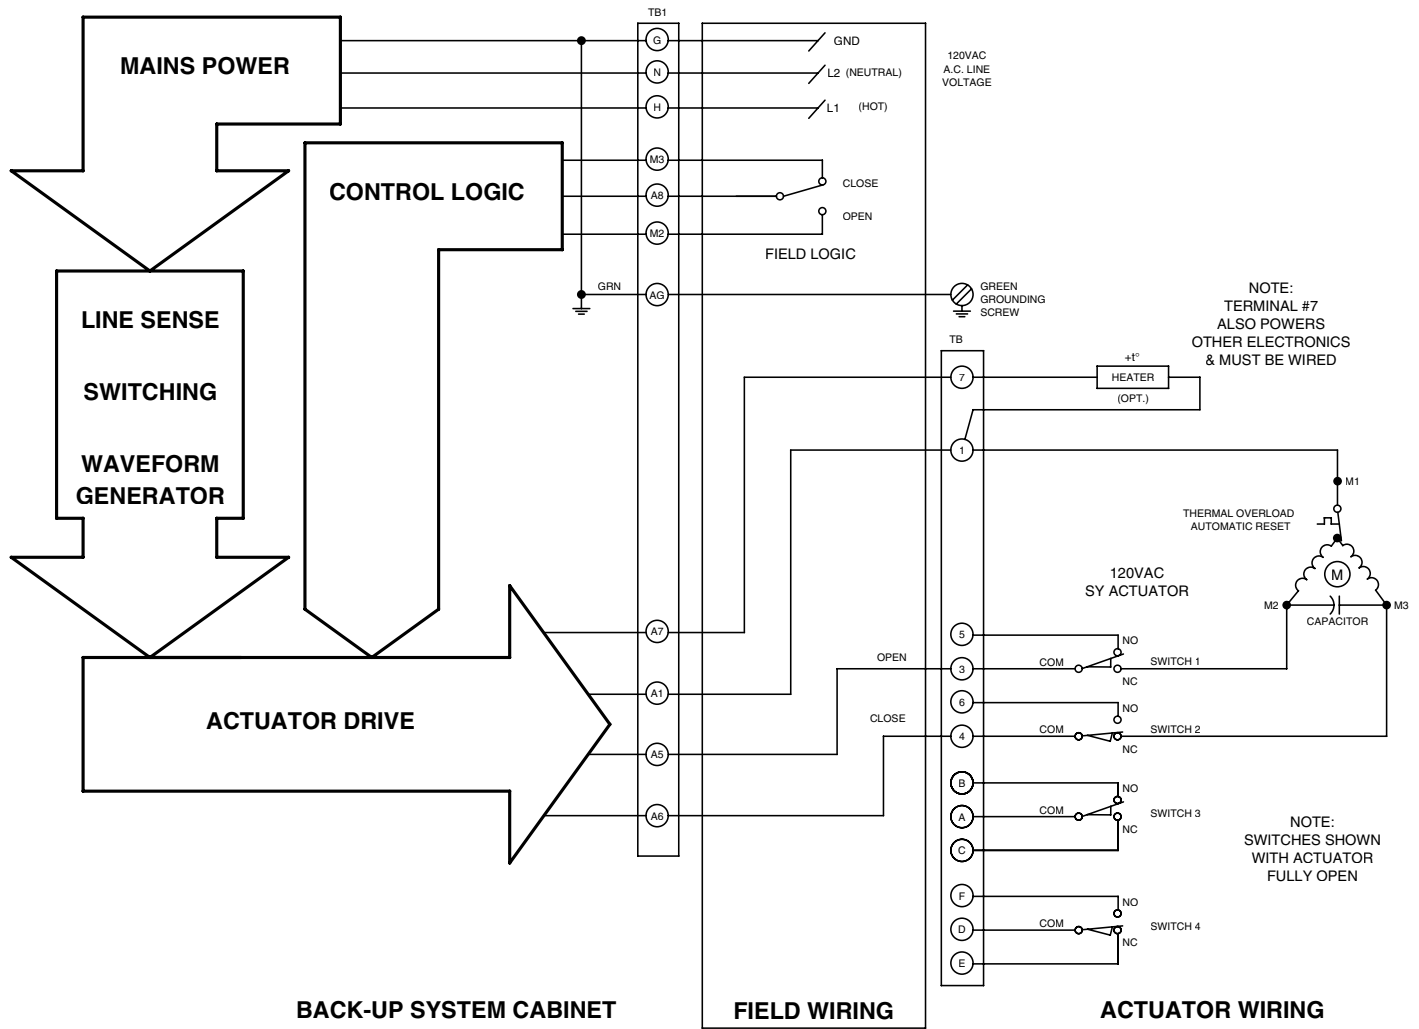 TB1
MAINS POWER
G
GND
N
L2 (NEUTRAL)
H
L1 (HOT)
120VAC
A.C. LINE
VOLTAGE
CONTROL LOGIC
M3
A8
CLOSE
M2
OPEN
FIELD LOGIC
GRN
AG
GREEN
GROUNDING
SCREW
NOTE:
TERMINAL #7
ALSO POWERS
OTHER ELECTRONICS
& MUST BE WIRED
LINE SENSE
SWITCHING
WAVEFORM
GENERATOR
TB
7
+t°
HEATER
(OPT.)
1
M1
THERMAL OVERLOAD
AUTOMATIC RESET
M
M2
M3
CAPACITOR
120VAC
SY ACTUATOR
ACTUATOR DRIVE
A7
A1
A5
A6
OPEN
CLOSE
5
NO
3
COM
SWITCH 1
NC
6
NO
4
COM
SWITCH 2
NC
B
NO
A
COM
SWITCH 3
NC
C
NOTE:
SWITCHES SHOWN
WITH ACTUATOR
FULLY OPEN
F
NO
D
COM
SWITCH 4
NC
E
BACK-UP SYSTEM CABINET
FIELD WIRING
ACTUATOR WIRING